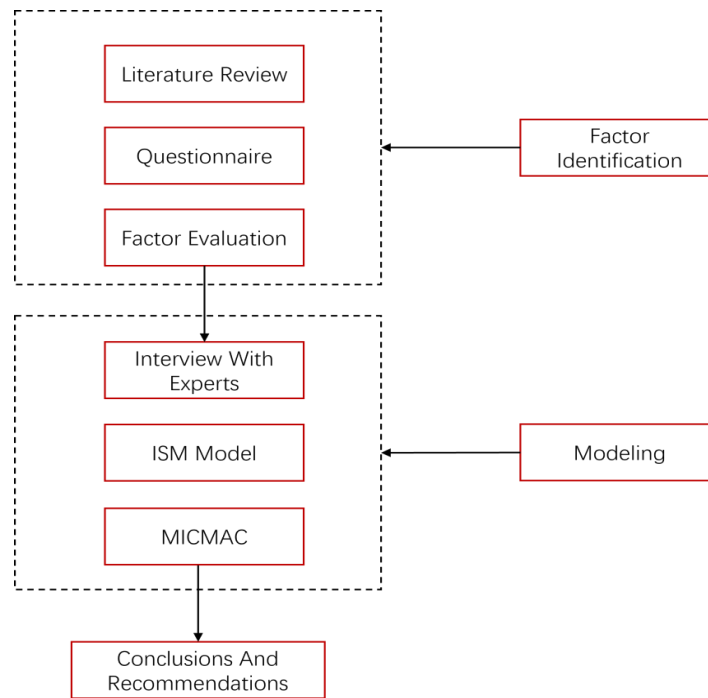 Literature Review
Questionnaire
Factor
Identification
Factor Evaluation
Interview With
Experts
ISM Model
Modeling
MICMAC
Conclusions And
Recommendations